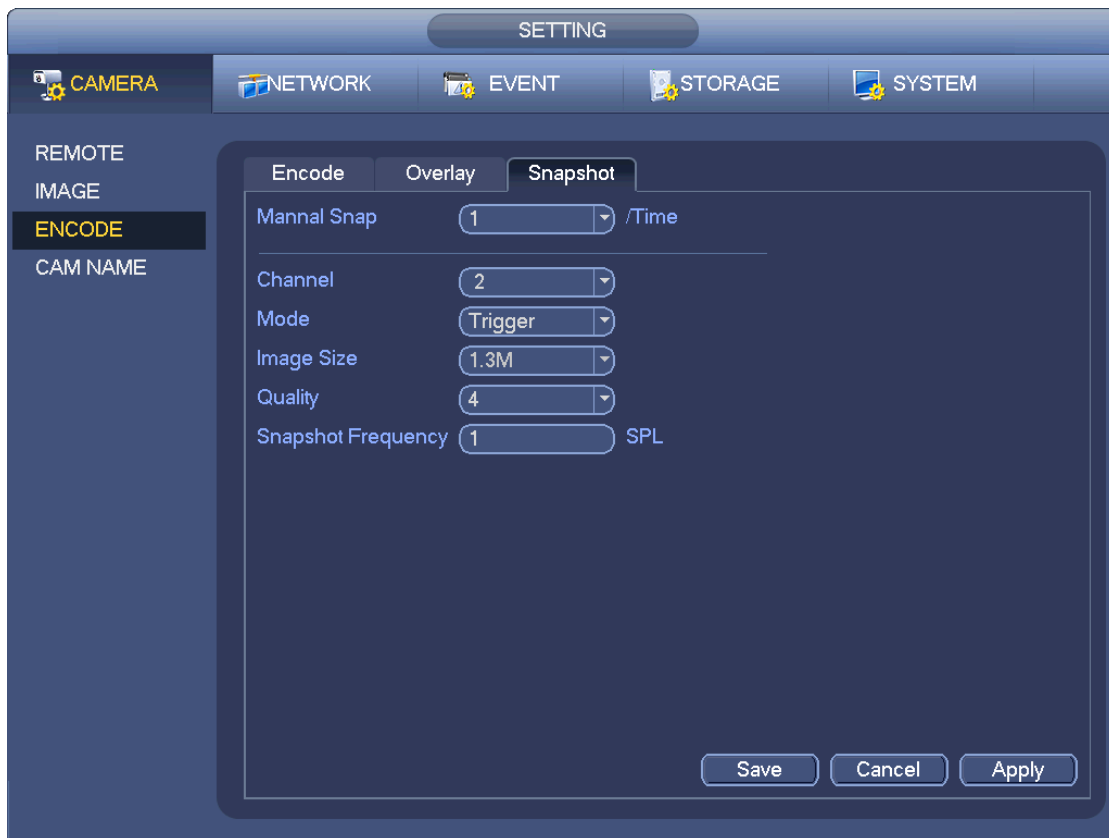 SETTING
CAMERA NETWORK EVENT STORAGE SYSTEM
REMOTE
IMAGE
ENCODE
CAM NAME
Encode Overlay Snapshot
Mannal Snap 1 /Time
Channel 2
Mode Trigger
Image Size 1.3M
Quality 4
Snapshot Frequency 1 SPL
Save Cancel Apply